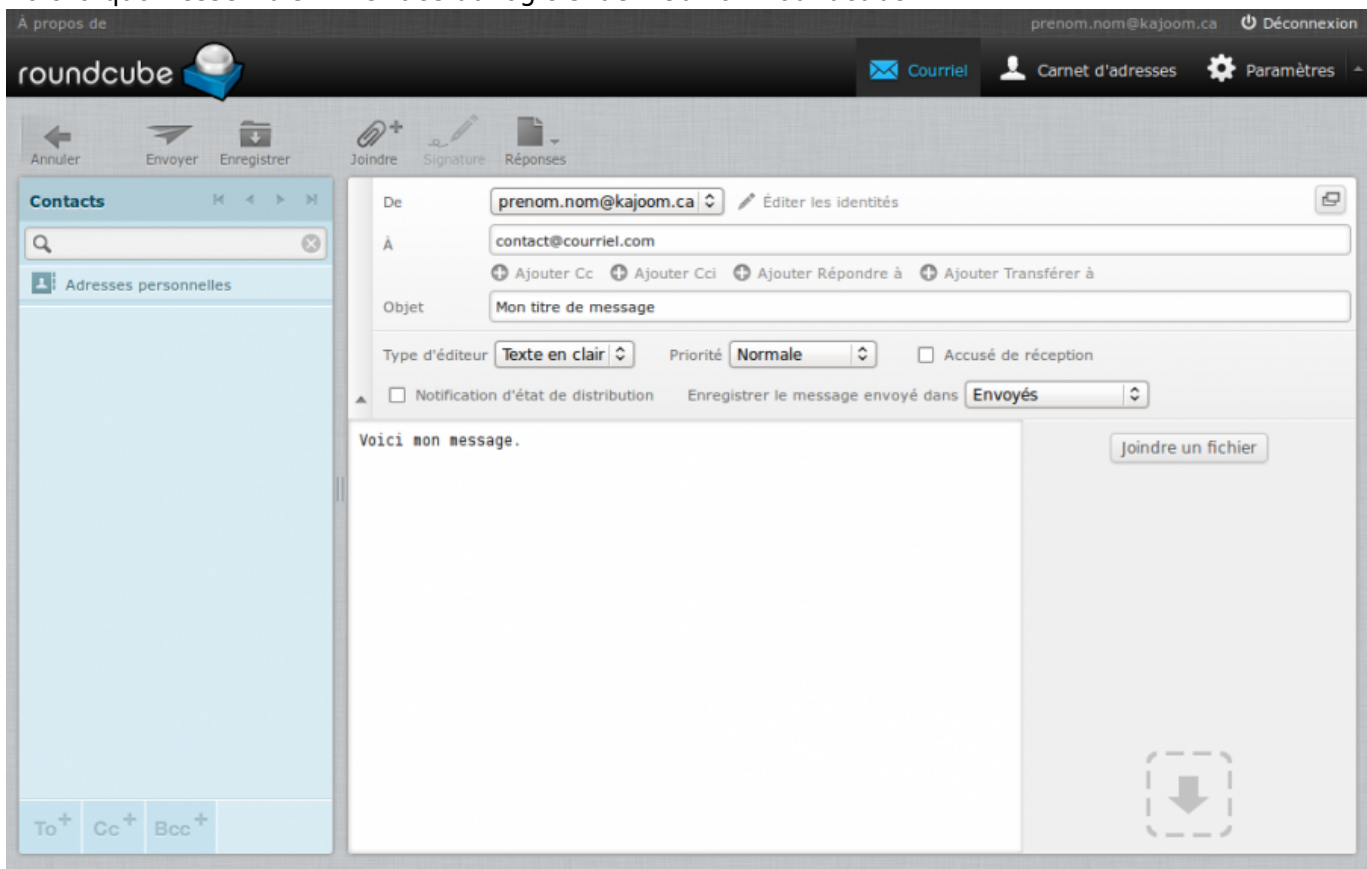 À propos de
prenom.nom@kajoom.ca Déconnexion
roundcube
Courriel Carnet d'adresses Paramètres
Annuler Envoyer Enregistrer Joindre Signature Réponses
Contacts
Adresses personnelles
De prenom.nom@kajoom.ca Éditer les identités
À contact@courriel.com
Ajouter Cc Ajouter Cci Ajouter Répondre à Ajouter Transférer à
Objet Mon titre de message
Type d'éditeur Texte en clair Priorité Normale Accusé de réception
Notification d'état de distribution Enregistrer le message envoyé dans Envoyés
Voici mon message.
Joindre un fichier
To+ Cc+ Bcc+